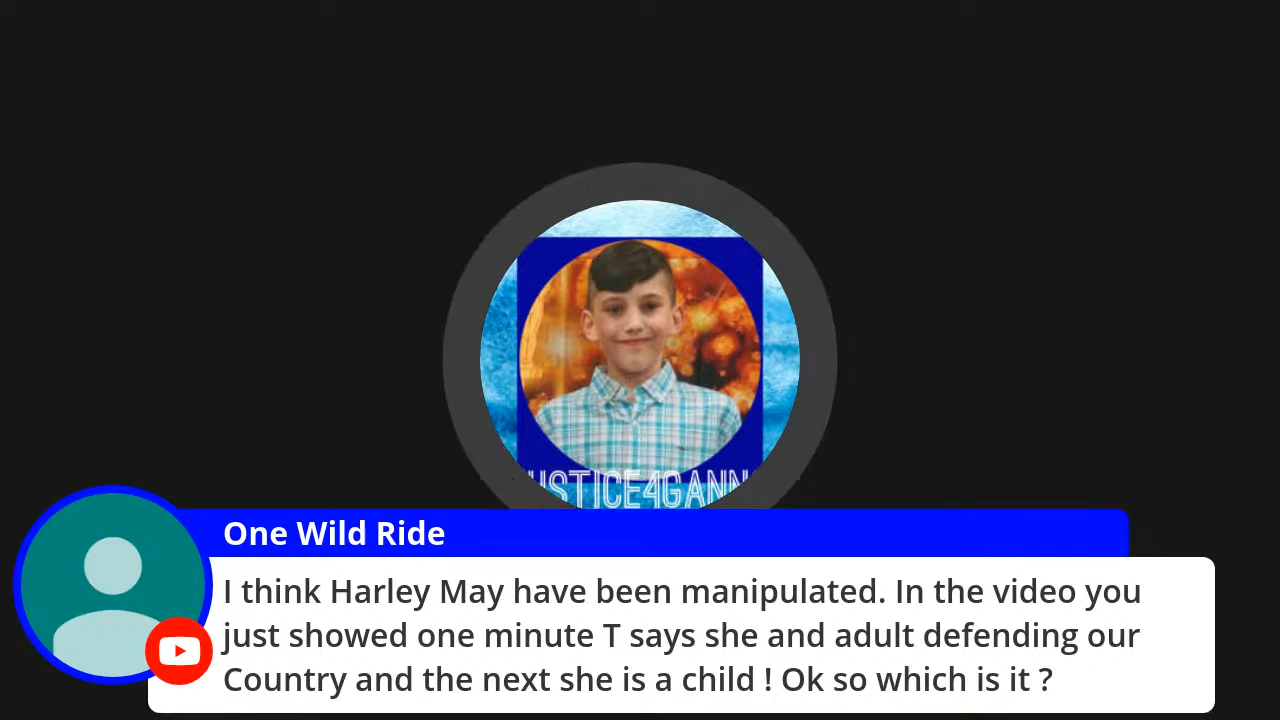 USTICE4GANN
One Wild Ride
I think Harley May have been manipulated. In the video you
just showed one minute T says she and adult defending our
Country and the next she is a child ! Ok so which is it ?